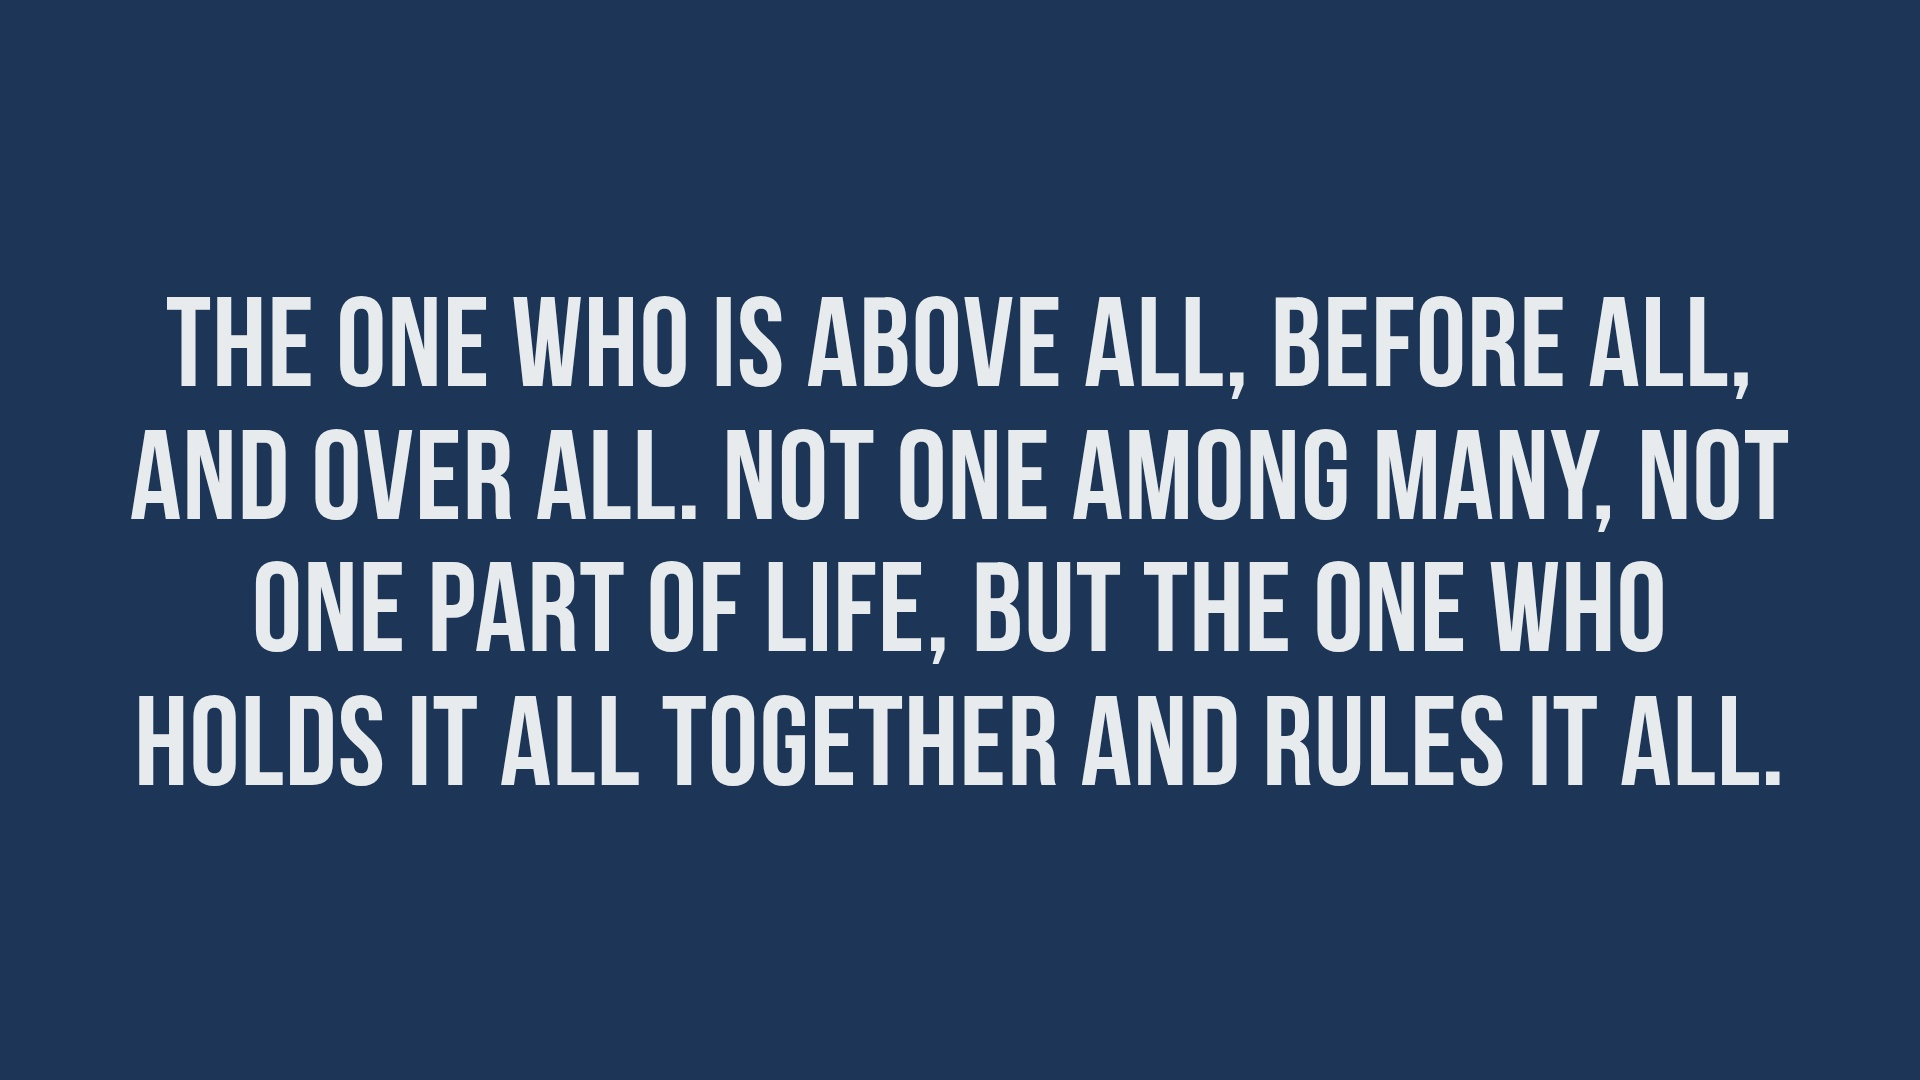 THE ONE WHO IS ABOVE ALL, BEFORE ALL,
AND OVER ALL. NOT ONE AMONG MANY, NOT
ONE PART OF LIFE, BUT THE ONE WHO
HOLDS IT ALL TOGETHER AND RULES IT ALL.